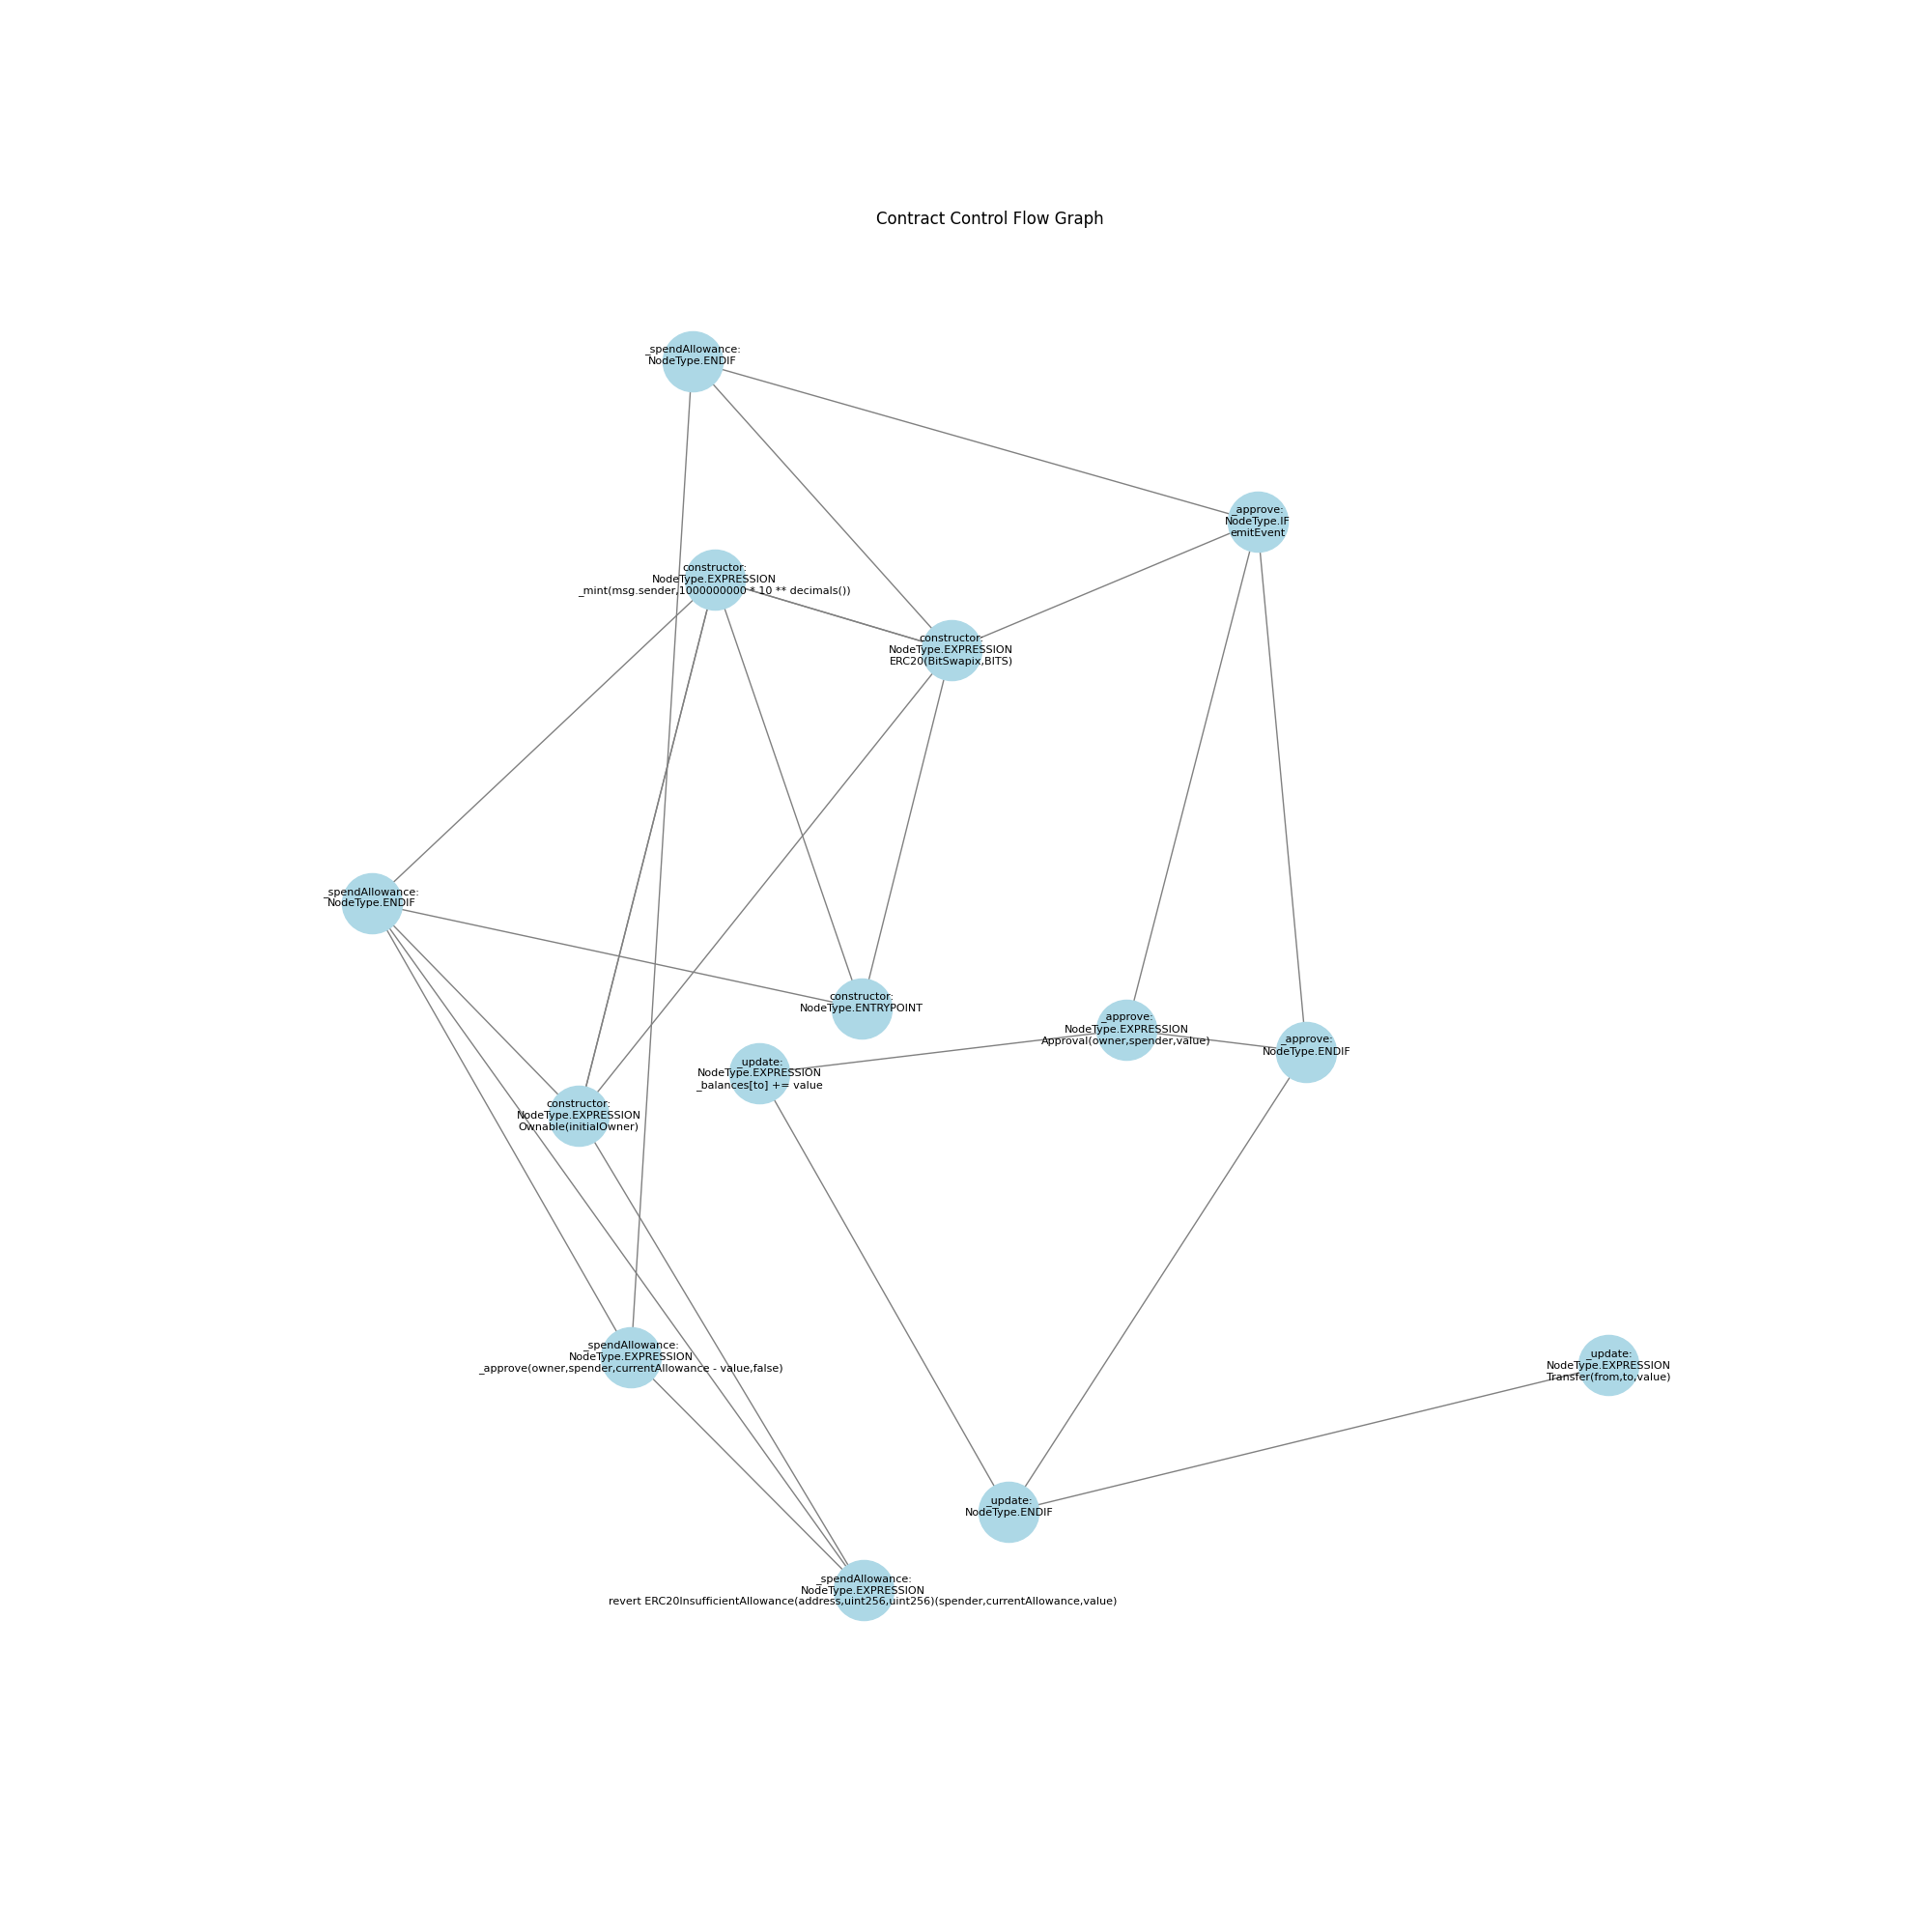 Contract Control Flow Graph
_spendAllowance:
NodeType.ENDIF
_approve:
NodeType.IF
emitEvent
constructor:
NodeType.EXPRESSION
_mint(msg.sender,1000000000 * 10 ** decimals())
constructor:
NodeType.EXPRESSION
ERC20(BitSwapix,BITS)
_spendAllowance:
NodeType.ENDIF
constructor:
NodeType.ENTRYPOINT
_approve:
NodeType.EXPRESSION
Approval(owner,spender,value)
_approve:
NodeType.ENDIF
_update:
NodeType.EXPRESSION
_balances[to] += value
constructor:
NodeType.EXPRESSION
Ownable(initialOwner)
_spendAllowance:
NodeType.EXPRESSION
_approve(owner,spender,currentAllowance - value,false)
_update:
NodeType.EXPRESSION
Transfer(from,to,value)
_update:
NodeType.ENDIF
_spendAllowance:
NodeType.EXPRESSION
revert ERC20InsufficientAllowance(address,uint256,uint256)(spender,currentAllowance,value)